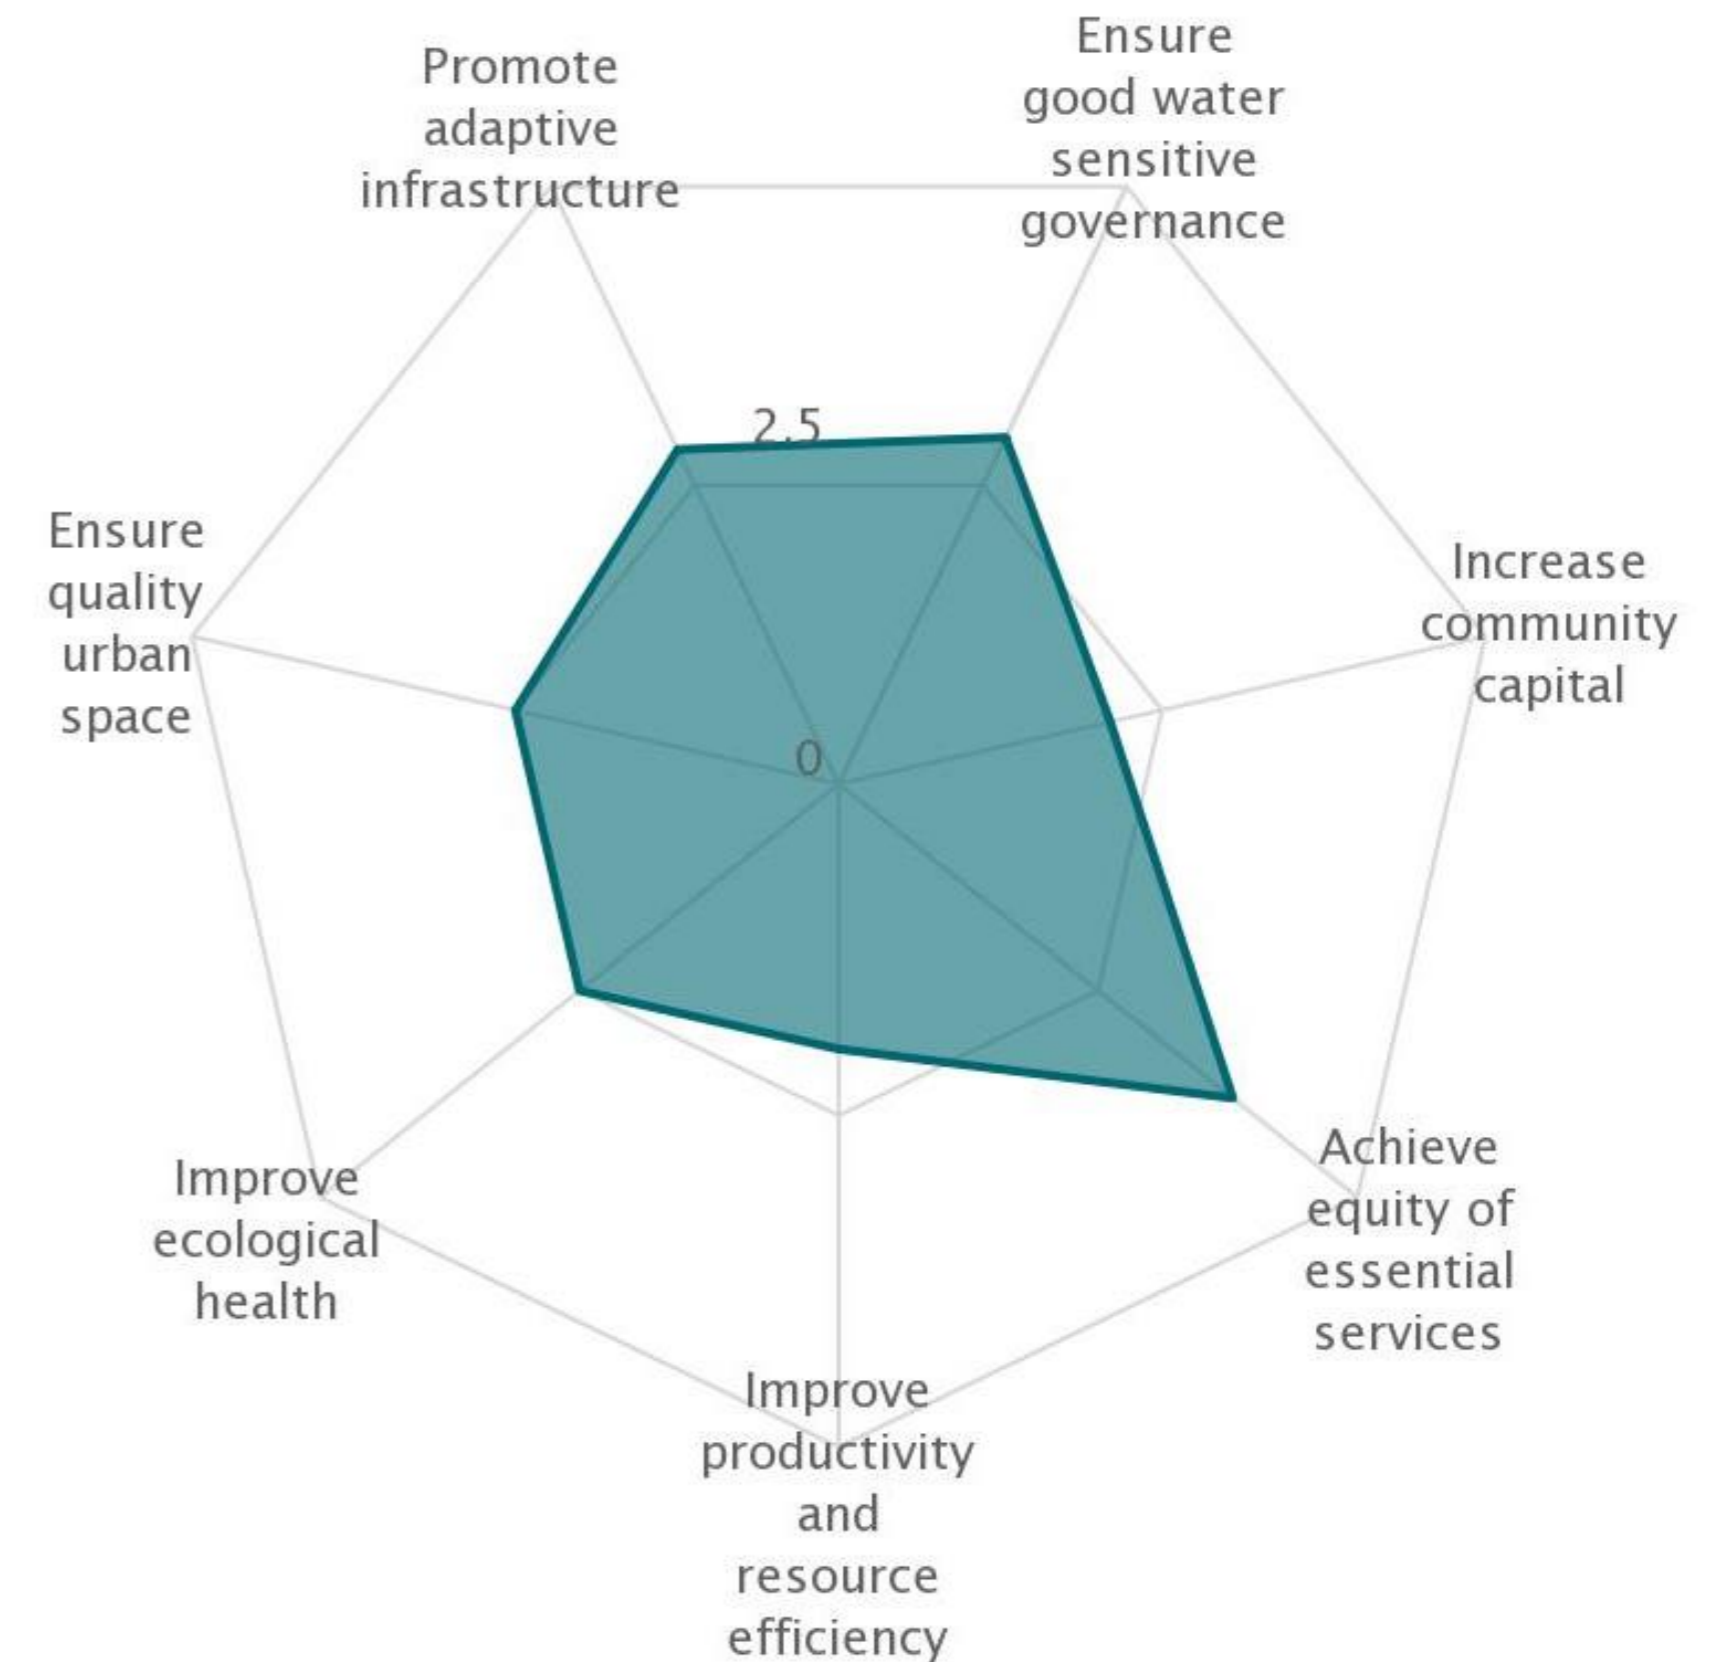 Promote
adaptive
infrastructure
Ensure
good water
sensitive
governance
2.5
Ensure
quality
urban
space
Increase
community
capital
0
Improve
ecological
health
Achieve
equity of
essential
services
Improve
productivity
and
resource
efficiency